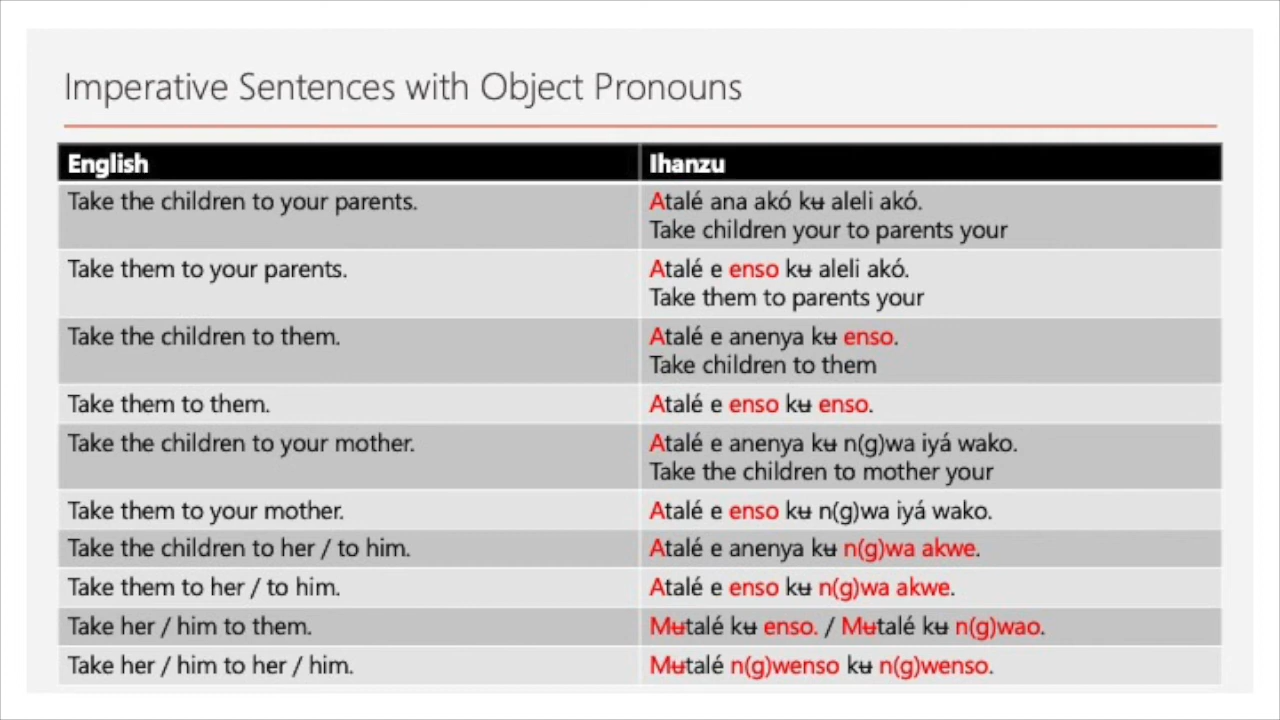 Imperative Sentences with Object Pronouns
English Ihanzu
Take the children to your parents. Atalé ana akó kʉ aleli akó.
Take children your to parents your
Take them to your parents. Atalé e enso kʉ aleli akó.
Take them to parents your
Take the children to them. Atalé e anenya kʉ enso.
Take children to them
Take them to them. Atalé e enso kʉ enso.
Take the children to your mother. Atalé e anenya kʉ n(g)wa iyá wako.
Take the children to mother your
Take them to your mother. Atalé e enso kʉ n(g)wa iyá wako.
Take the children to her / to him. Atalé e anenya kʉ n(g)wa akwe.
Take them to her / to him. Atalé e enso kʉ n(g)wa akwe.
Take her / him to them. Mʉtalé kʉ enso. / Mʉtalé kʉ n(g)wao.
Take her / him to her / him. Mʉtalé n(g)wenso kʉ n(g)wenso.